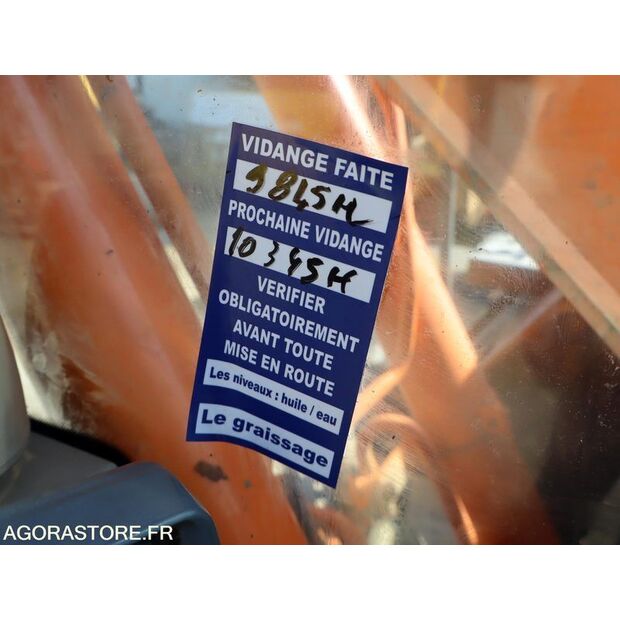 VIDANGE FAITE
9845H
PROCHAINE VIDANGE
10345H
VERIFIER
OBLIGATOIREMENT
AVANT TOUTE
MISE EN ROUTE
Les niveaux : huile / eau
Le graissage
AGORASTORE.FR